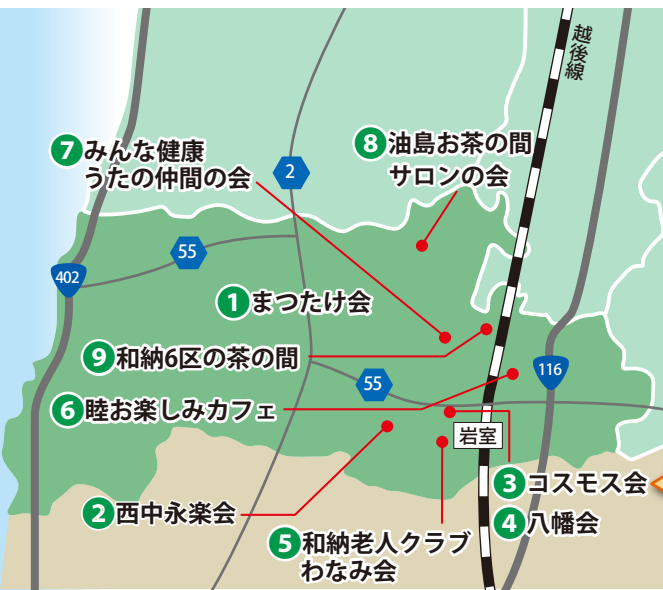 越後線
7 みんな健康
うたの仲間の会
2
8 油島お茶の間
サロンの会
55
402
1 まつたけ会
9 和納6区の茶の間
116
55
6 睦お楽しみカフェ
岩室
3 コスモス会
2 西中永楽会
4 八幡会
5 和納老人クラブ
わなみ会